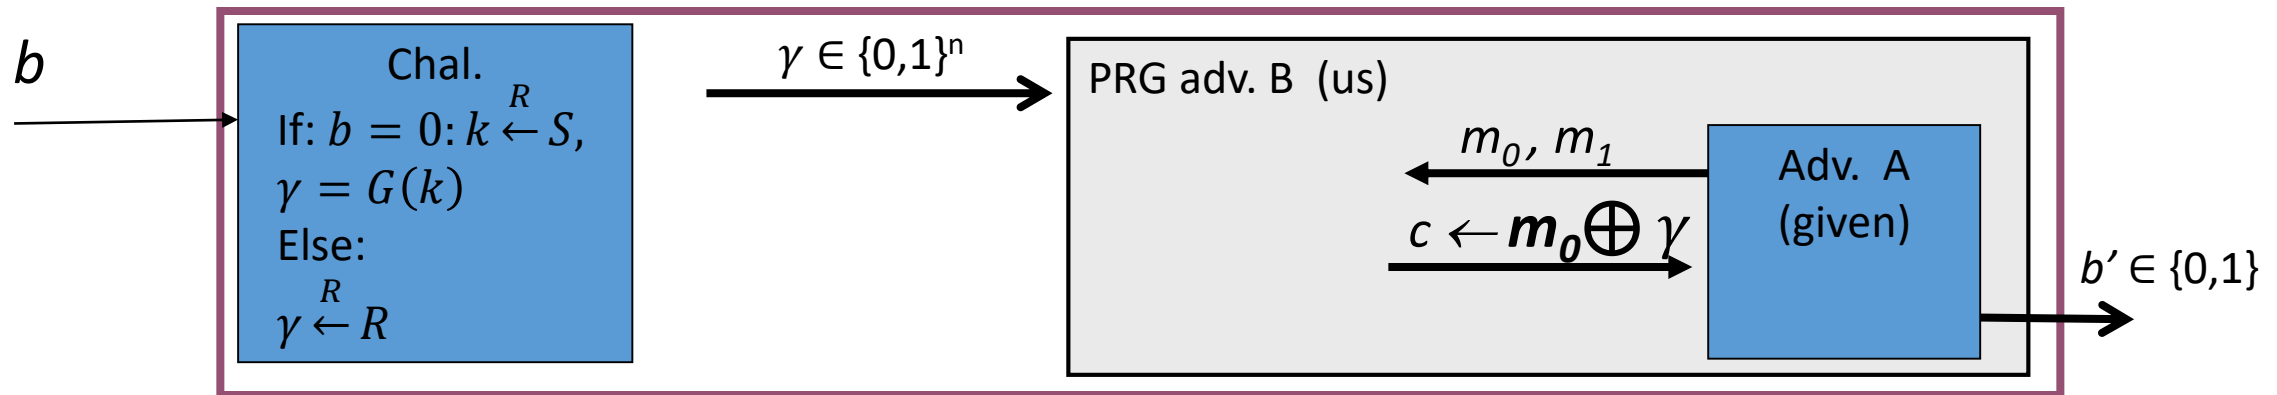 b
Chal.
If: b = 0: k ←ᴿ S,
γ = G(k)
Else:
γ ←ᴿ R
γ ∈ {0,1}ⁿ
PRG adv. B (us)
m₀, m₁
c ← m₀⊕ γ
Adv. A
(given)
b’ ∈ {0,1}